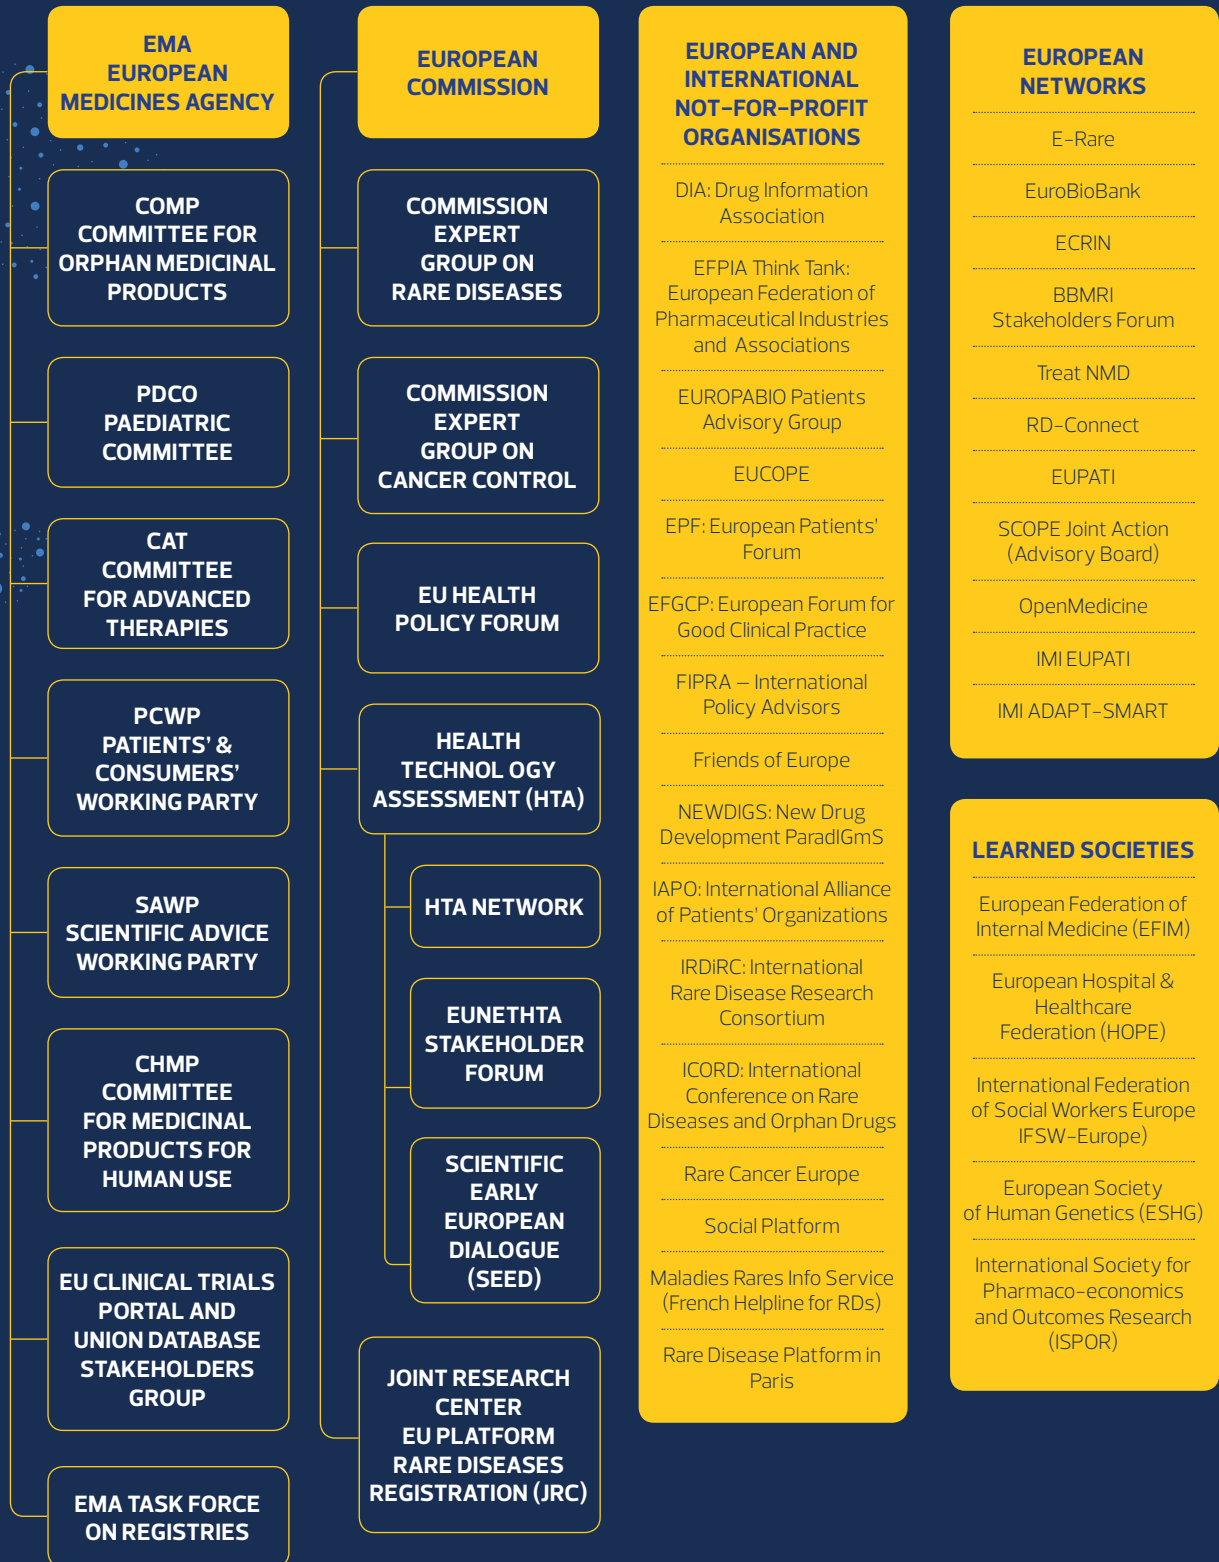 EMA
EUROPEAN
MEDICINES AGENCY
COMP
COMMITTEE FOR
ORPHAN MEDICINAL
PRODUCTS
PDCO
PAEDIATRIC
COMMITTEE
CAT
COMMITTEE
FOR ADVANCED
THERAPIES
PCWP
PATIENTS' &
CONSUMERS'
WORKING PARTY
SAWP
SCIENTIFIC ADVICE
WORKING PARTY
CHMP
COMMITTEE
FOR MEDICINAL
PRODUCTS FOR
HUMAN USE
EU CLINICAL TRIALS
PORTAL AND
UNION DATABASE
STAKEHOLDERS
GROUP
EMA TASK FORCE
ON REGISTRIES
EUROPEAN
COMMISSION
COMMISSION
EXPERT
GROUP ON
RARE DISEASES
COMMISSION
EXPERT
GROUP ON
CANCER CONTROL
EU HEALTH
POLICY FORUM
HEALTH
TECHNOL OGY
ASSESSMENT (HTA)
HTA NETWORK
EUNETHTA
STAKEHOLDER
FORUM
SCIENTIFIC
EARLY
EUROPEAN
DIALOGUE
(SEED)
JOINT RESEARCH
CENTER
EU PLATFORM
RARE DISEASES
REGISTRATION (JRC)
EUROPEAN AND
INTERNATIONAL
NOT-FOR-PROFIT
ORGANISATIONS
DIA: Drug Information
Association
EFPIA Think Tank:
European Federation of
Pharmaceutical Industries
and Associations
EUROPABIO Patients
Advisory Group
EUCOPE
EPF: European Patients'
Forum
EFGCP: European Forum for
Good Clinical Practice
FIPRA – International
Policy Advisors
Friends of Europe
NEWDIGS: New Drug
Development ParadIGmS
IAPO: International Alliance
of Patients' Organizations
IRDiRC: International
Rare Disease Research
Consortium
ICORD: International
Conference on Rare
Diseases and Orphan Drugs
Rare Cancer Europe
Social Platform
Maladies Rares Info Service
(French Helpline for RDs)
Rare Disease Platform in
Paris
EUROPEAN
NETWORKS
E-Rare
EuroBioBank
ECRIN
BBMRI
Stakeholders Forum
Treat NMD
RD-Connect
EUPATI
SCOPE Joint Action
(Advisory Board)
OpenMedicine
IMI EUPATI
IMI ADAPT-SMART
LEARNED SOCIETIES
European Federation of
Internal Medicine (EFIM)
European Hospital &
Healthcare
Federation (HOPE)
International Federation
of Social Workers Europe
IFSW-Europe)
European Society
of Human Genetics (ESHG)
International Society for
Pharmaco-economics
and Outcomes Research
(ISPOR)